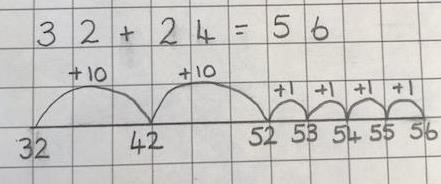 32 + 24 = 56
+10 +10 +1 +1 +1 +1
32 42 52 53 54 55 56